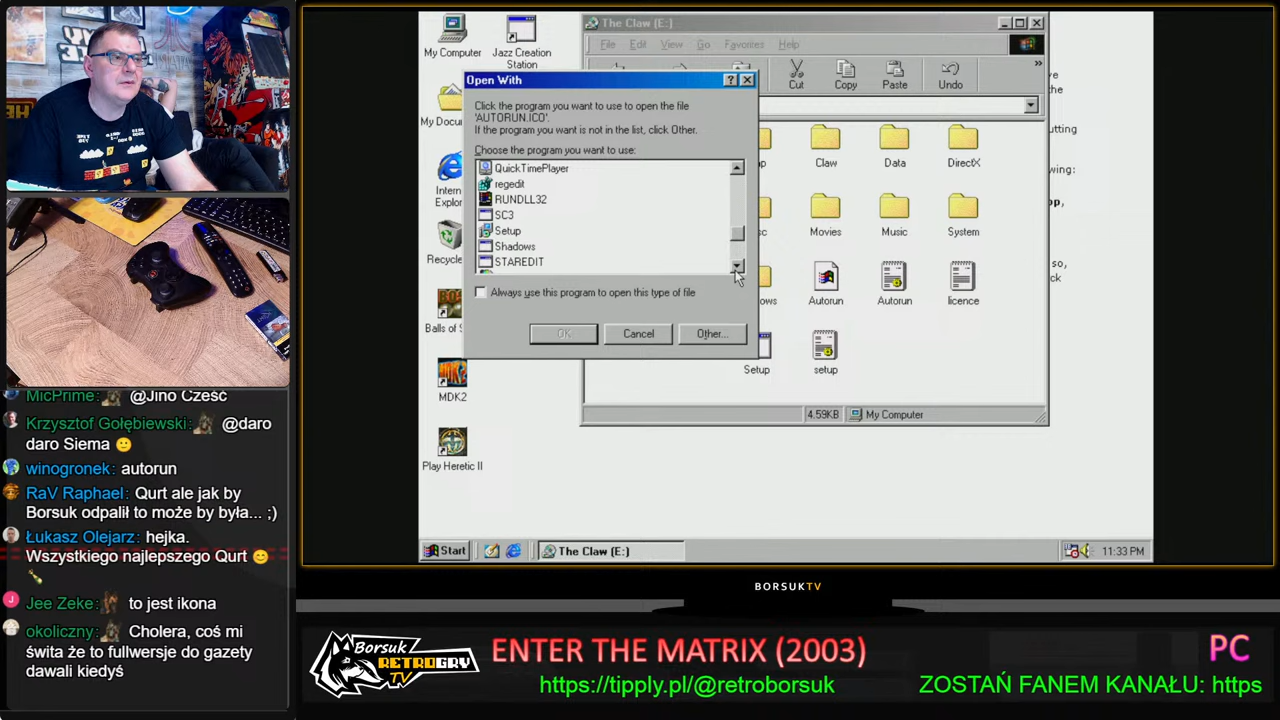 My Computer
Jazz Creation
Station
The Claw (E:)
File Edit View Go Favorites Help
Cut Copy Paste Undo
Open With
Click the program you want to use to open the file
'AUTORUN.ICO'.
If the program you want is not in the list, click Other.
Choose the program you want to use:
QuickTimePlayer
regedit
RUNDLL32
SC3
Setup
Shadows
STAREDIT
Always use this program to open this type of file
OK Cancel Other...
My Docu
Intern
Explor
Recycle
Balls of S
MDK2
Play Heretic II
Claw Data DirectX
Movies Music System
Autorun Autorun licence
Setup setup
4.59KB My Computer
Start The Claw (E:) 11:33 PM
MicPrime: @Jino Cześć
Krzysztof Gołębiewski: @daro
daro Siema
winogronek: autorun
RaV Raphael: Qurt ale jak by
Borsuk odpalił to może by była... ;)
Łukasz Olejarz: hejka.
Wszystkiego najlepszego Qurt
Jee Zeke: to jest ikona
okoliczny: Cholera, coś mi
świta że to fullwersje do gazety
dawali kiedyś
BORSUKTV
Borsuk
RETROGRY
TV
ENTER THE MATRIX (2003) PC
https://tipply.pl/@retroborsuk ZOSTAŃ FANEM KANAŁU: https